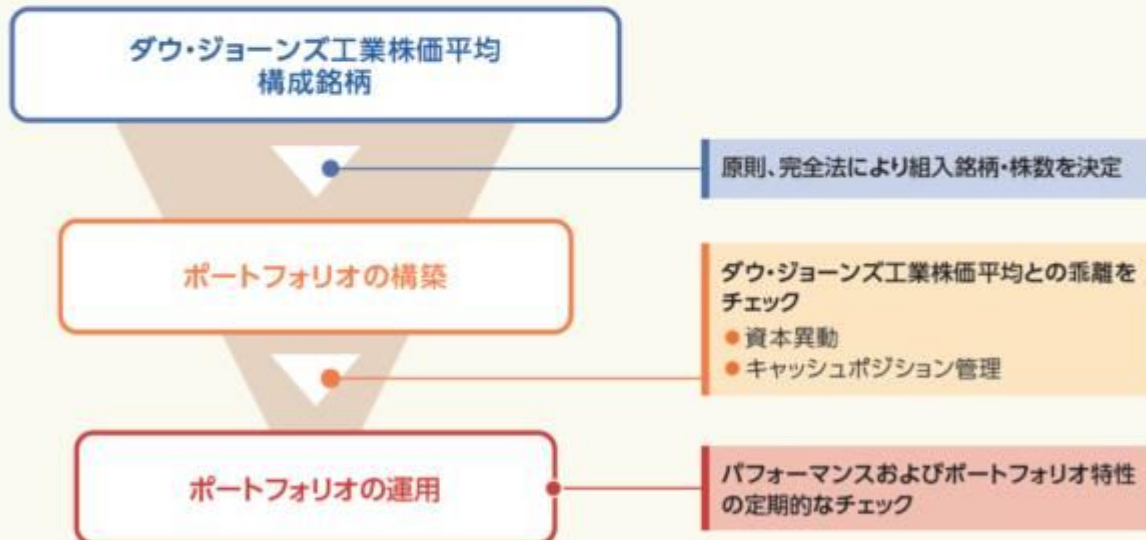 ダウ・ジョーンズ工業株価平均
構成銘柄
原則、完全法により組入銘柄・株数を決定
ポートフォリオの構築
ダウ・ジョーンズ工業株価平均との乖離を
チェック
●資本異動
●キャッシュポジション管理
ポートフォリオの運用
パフォーマンスおよびポートフォリオ特性
の定期的なチェック